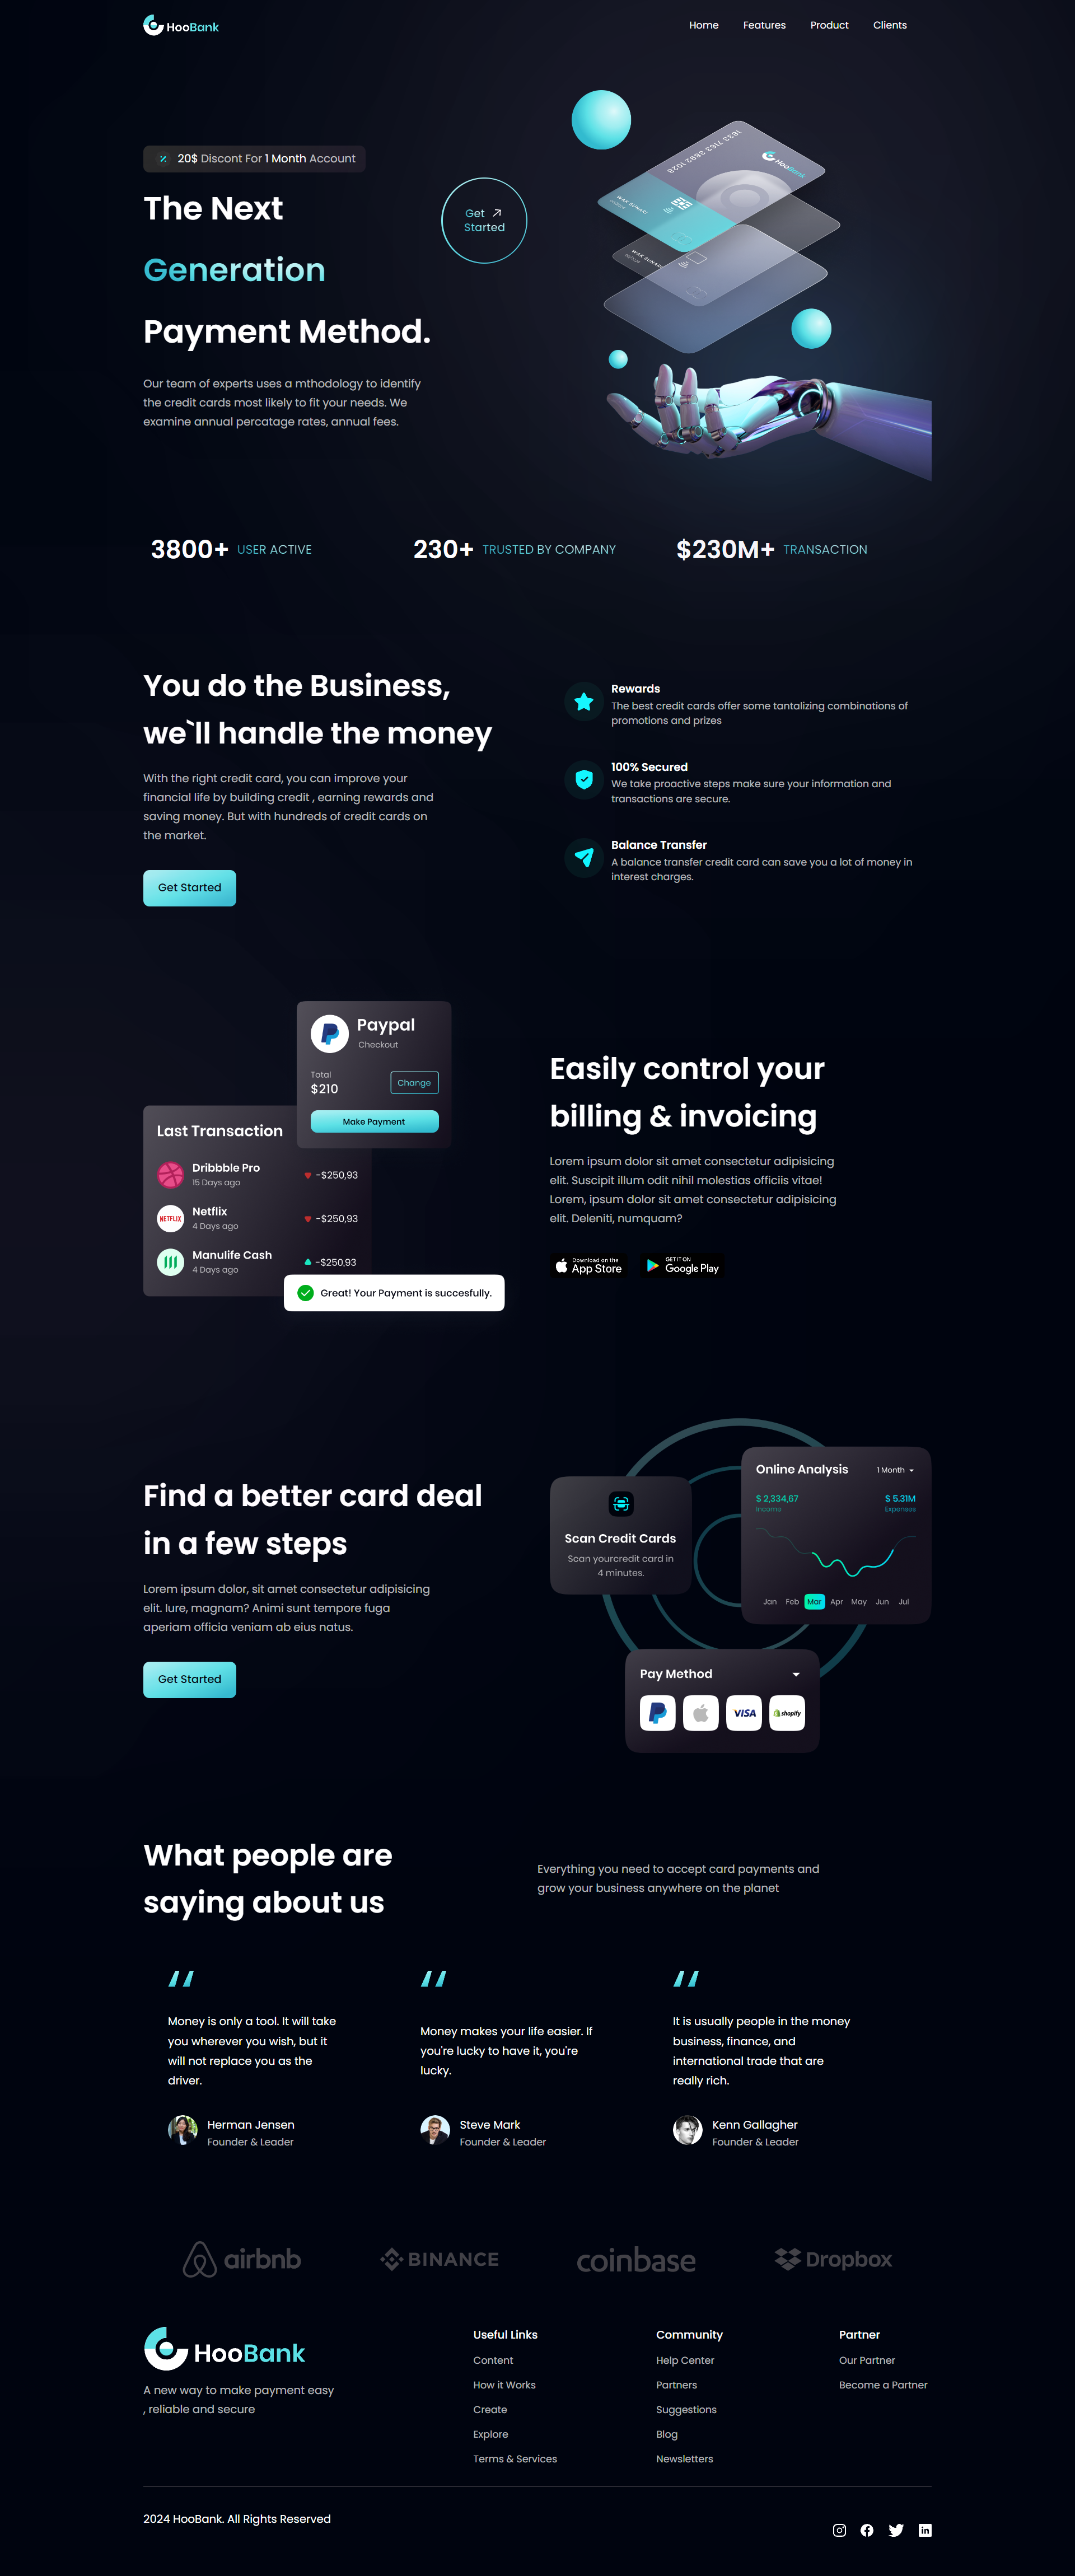 HooBank
Home Features Product Clients
20$ Discont For 1 Month Account
The Next
Generation
Payment Method.
Get
Started
Our team of experts uses a mthodology to identify
the credit cards most likely to fit your needs. We
examine annual percatage rates, annual fees.
1633 7163 3892 1028
HooBank
WAK SUNARI
WAK SUNARI
3800+ USER ACTIVE
230+ TRUSTED BY COMPANY
$230M+ TRANSACTION
You do the Business,
we`ll handle the money
With the right credit card, you can improve your
financial life by building credit , earning rewards and
saving money. But with hundreds of credit cards on
the market.
Get Started
Rewards
The best credit cards offer some tantalizing combinations of
promotions and prizes
100% Secured
We take proactive steps make sure your information and
transactions are secure.
Balance Transfer
A balance transfer credit card can save you a lot of money in
interest charges.
Paypal
Checkout
Total
$210
Change
Make Payment
Last Transaction
Dribbble Pro
15 Days ago
-$250,93
NETFLIX
Netflix
4 Days ago
-$250,93
Manulife Cash
4 Days ago
-$250,93
Great! Your Payment is succesfully.
Easily control your
billing & invoicing
Lorem ipsum dolor sit amet consectetur adipisicing
elit. Suscipit illum odit nihil molestias officiis vitae!
Lorem, ipsum dolor sit amet consectetur adipisicing
elit. Deleniti, numquam?
Download on the
App Store
GET IT ON
Google Play
Find a better card deal
in a few steps
Lorem ipsum dolor, sit amet consectetur adipisicing
elit. Iure, magnam? Animi sunt tempore fuga
aperiam officia veniam ab eius natus.
Get Started
Scan Credit Cards
Scan yourcredit card in
4 minutes.
Online Analysis
1 Month
$ 2,334,67
Income
$ 5.31M
Expenses
Jan Feb Mar Apr May Jun Jul
Pay Method
VISA
shopify
What people are
saying about us
Everything you need to accept card payments and
grow your business anywhere on the planet
Money is only a tool. It will take
you wherever you wish, but it
will not replace you as the
driver.
Herman Jensen
Founder & Leader
Money makes your life easier. If
you're lucky to have it, you're
lucky.
Steve Mark
Founder & Leader
It is usually people in the money
business, finance, and
international trade that are
really rich.
Kenn Gallagher
Founder & Leader
airbnb
BINANCE
coinbase
Dropbox
HooBank
A new way to make payment easy
, reliable and secure
Useful Links
Content
How it Works
Create
Explore
Terms & Services
Community
Help Center
Partners
Suggestions
Blog
Newsletters
Partner
Our Partner
Become a Partner
2024 HooBank. All Rights Reserved